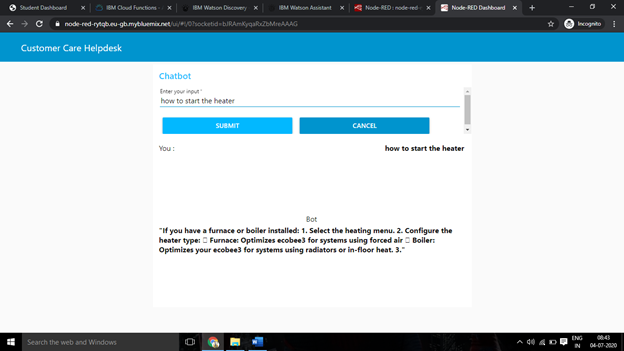 Student Dashboard
IBM Cloud Functions -
IBM Watson Discovery
IBM Watson Assistant
Node-RED : node-red-
Node-RED Dashboard
node-red-rytqb.eu-gb.mybluemix.net/ui/#!/0?socketid=bJRAmKyqaRxZbMreAAAG
Incognito
Customer Care Helpdesk
Chatbot
Enter your input *
how to start the heater
SUBMIT
CANCEL
You :
how to start the heater
Bot
"If you have a furnace or boiler installed: 1. Select the heating menu. 2. Configure the
heater type: Furnace: Optimizes ecobee3 for systems using forced air Boiler:
Optimizes your ecobee3 for systems using radiators or in-floor heat. 3."
Search the web and Windows
ENG
IN
08:43
04-07-2020